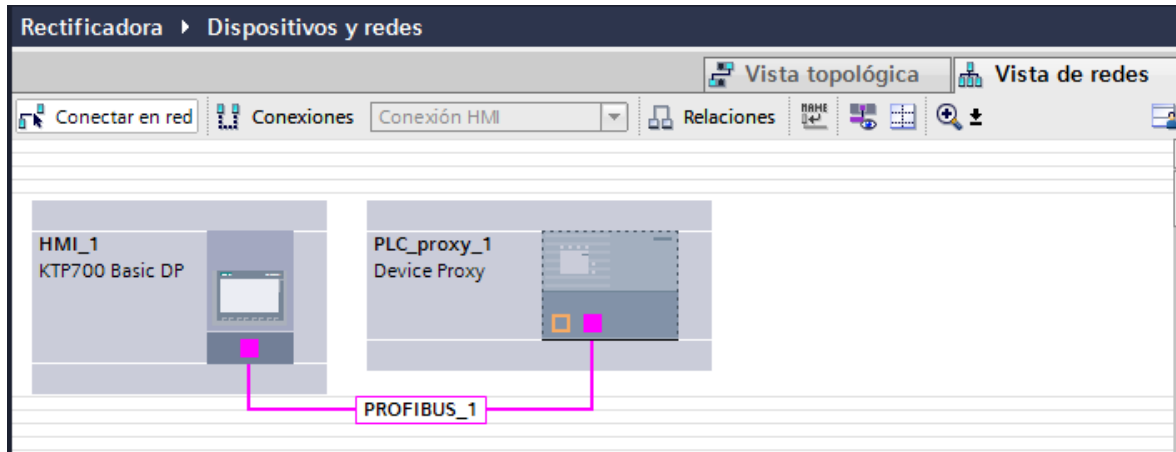 Rectificadora ▸ Dispositivos y redes
Vista topológica Vista de redes
Conectar en red Conexiones Conexión HMI Relaciones NAME ±
HMI_1
KTP700 Basic DP
PLC_proxy_1
Device Proxy
PROFIBUS_1